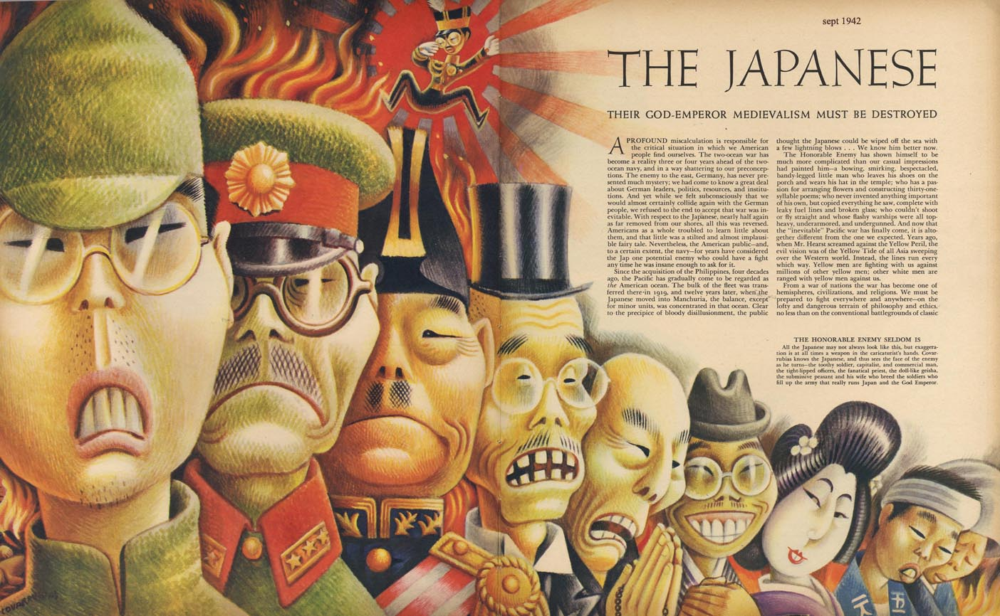 sept 1942
THE JAPANESE
THEIR GOD-EMPEROR MEDIEVALISM MUST BE DESTROYED
A PROFOUND miscalculation is responsible for
the critical situation in which we American
people find ourselves. The two-ocean war has
become a reality three or four years ahead of the two-
ocean navy, and in a way shattering to our preconcep-
tions. The enemy to the east, Germany, has never pre-
sented much mystery; we had come to know a great deal
about German leaders, politics, resources, and institu-
tions. And yet while we felt subconsciously that we
would almost certainly collide again with the German
people, we refused to the end to accept that war was in-
evitable. With respect to the Japanese, nearly half again
as far removed from our shores, all this was reversed.
Americans as a whole troubled to learn little about
them, and that little was a stilted and almost implausi-
ble fairy tale. Nevertheless, the American public—and,
to a certain extent, the navy—for years have considered
the Jap one potential enemy who could have a fight
any time he was insane enough to ask for it.
Since the acquisition of the Philippines, four decades
ago, the Pacific has gradually come to be regarded as
the American ocean. The bulk of the fleet was trans-
ferred there in 1919, and twelve years later, when the
Japanese moved into Manchuria, the balance, except
for minor units, was concentrated in that ocean. Clear
to the precipice of bloody disillusionment, the public
thought the Japanese could be wiped off the sea with
a few lightning blows . . . We know him better now.
The Honorable Enemy has shown himself to be
much more complicated than our casual impressions
had painted him—a bowing, smirking, bespectacled,
bandy-legged little man who leaves his shoes on the
porch and wears his hat in the temple; who has a pas-
sion for arranging flowers and constructing thirty-one-
syllable poems; who never invented anything important
of his own, but copied everything he saw, complete with
leaky fuel lines and broken glass; who couldn't shoot
or fly straight and whose flashy warships were all top-
heavy, underarmored, and undergunned. And now that
the "inevitable" Pacific war has finally come, it is alto-
gether different from the one we expected. Years ago,
when Mr. Hearst screamed against the Yellow Peril, the
evil vision was of the Yellow Tide of all Asia sweeping
over the Western world. Instead, the lines run every
which way. Yellow men are fighting with us against
millions of other yellow men; other white men are
ranged with yellow men against us.
From a war of nations the war has become one of
hemispheres, civilizations, and religions. We must be
prepared to fight everywhere and anywhere—on the
lofty and dangerous terrain of philosophy and ethics,
no less than on the conventional battlegrounds of classic
THE HONORABLE ENEMY SELDOM IS
All the Japanese may not always look like this, but exaggera-
tion is at all times a weapon in the caricaturist's hands. Covar-
rubias knows the Japanese, and thus sees the face of the enemy
as he turns—the toothy soldier, capitalist, and commercial man,
the tight-lipped officers, the fanatical priest, the doll-like geisha,
the submissive peasant and his wife who breed the soldiers who
fill up the army that really runs Japan and the God Emperor.